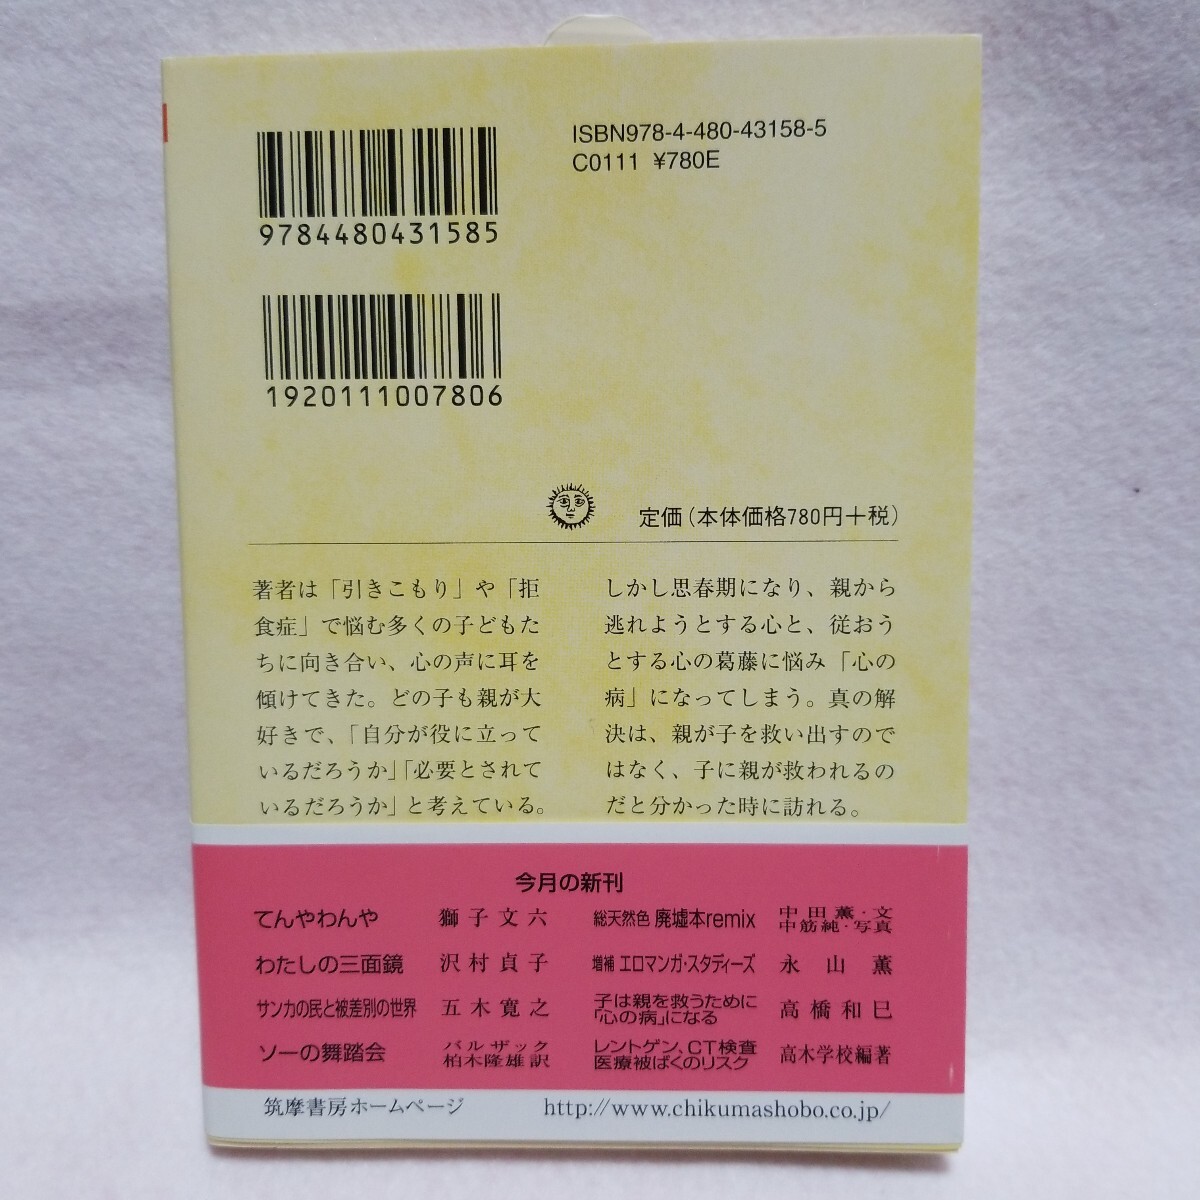 ISBN978-4-480-43158-5
C0111 ¥780E
9784480431585
1920111007806
定価(本体価格780円+税)
著者は「引きこもり」や「拒
食症」で悩む多くの子どもた
ちに向き合い、心の声に耳を
傾けてきた。どの子も親が大
好きで、「自分が役に立って
いるだろうか」「必要とされて
いるだろうか」と考えている。
しかし思春期になり、親から
逃れようとする心と、従おう
とする心の葛藤に悩み「心の
病」になってしまう。真の解
決は、親が子を救い出すので
はなく、子に親が救われるの
だと分かった時に訪れる。
今月の新刊
てんやわんや 獅子文六
わたしの三面鏡 沢村貞子
サンカの民と被差別の世界 五木寛之
ソーの舞踏会 バルザック
柏木隆雄訳
総天然色 廃墟本remix 中田薫・文
中筋純・写真
増補 エロマンガ・スタディーズ 永山薫
子は親を救うために
「心の病」になる 高橋和巳
レントゲン、CT検査
医療被ばくのリスク 高木学校編著
筑摩書房ホームページ http://www.chikumashobo.co.jp/